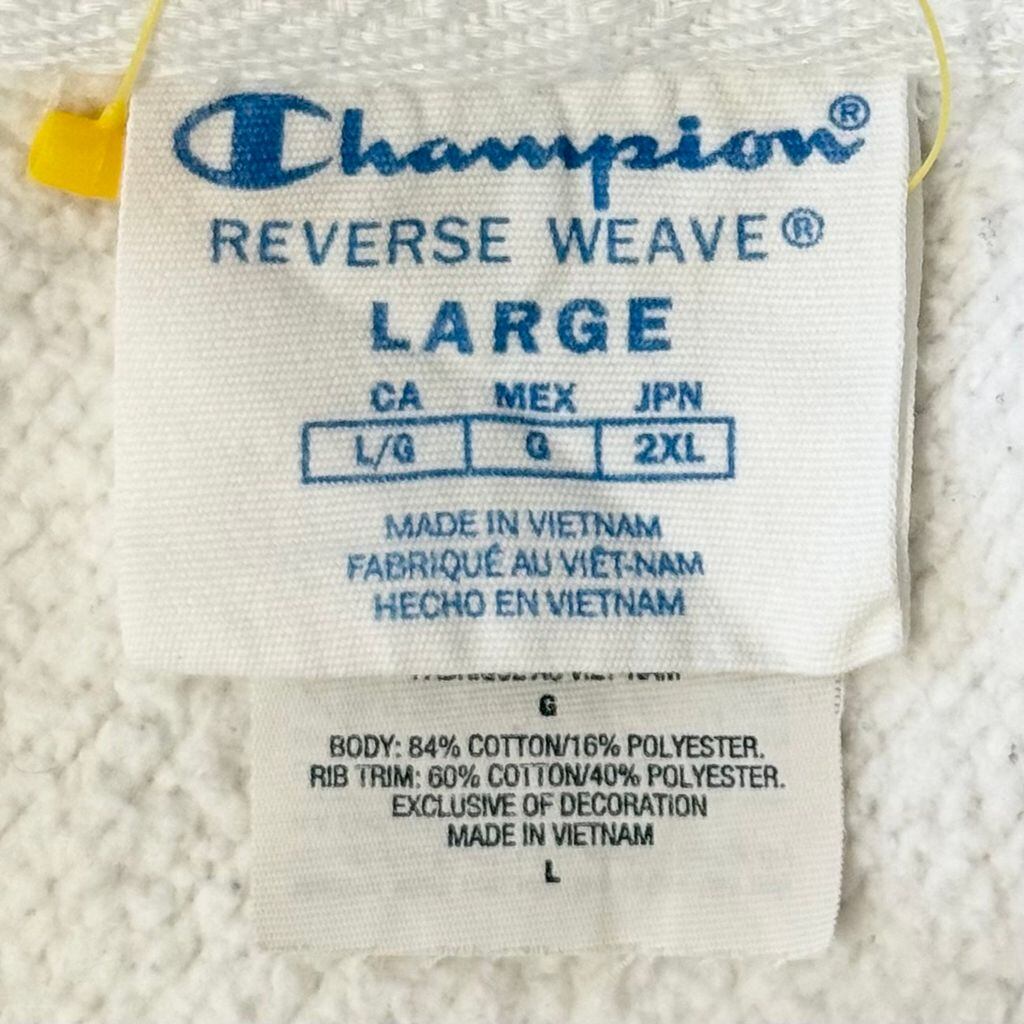 Champion®
REVERSE WEAVE®
LARGE
CA MEX JPN
L/G G 2XL
MADE IN VIETNAM
FABRIQUÉ AU VIÊT-NAM
HECHO EN VIETNAM
G
BODY: 84% COTTON/16% POLYESTER.
RIB TRIM: 60% COTTON/40% POLYESTER.
EXCLUSIVE OF DECORATION
MADE IN VIETNAM
L